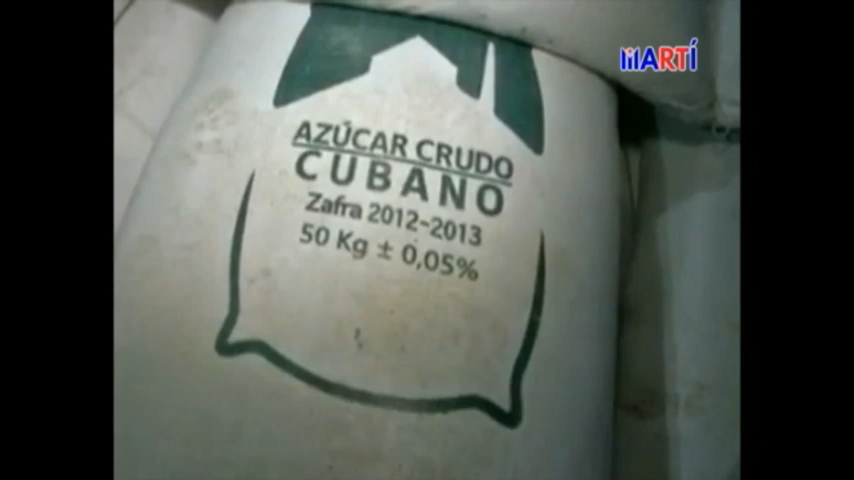 MARTÍ
AZÚCAR CRUDO
CUBANO
Zafra 2012-2013
50 Kg ± 0,05%